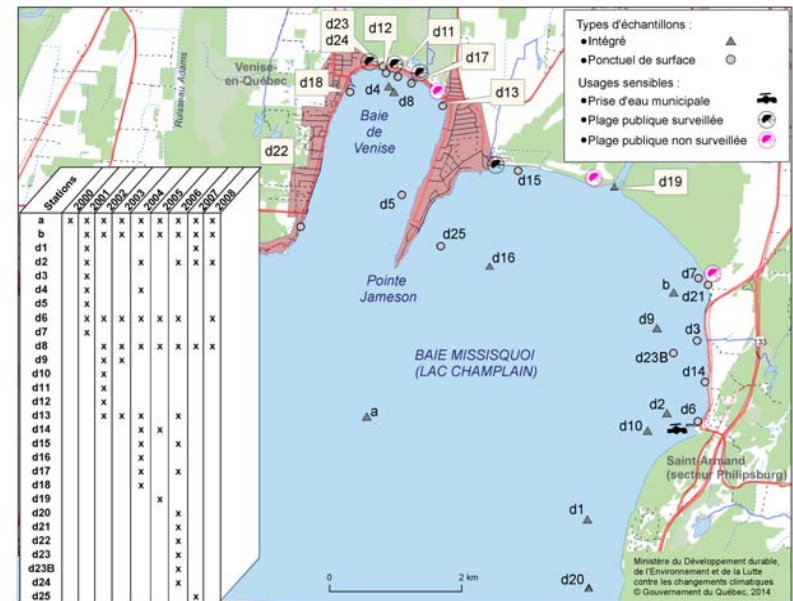 Types d'échantillons :
•Intégré
•Ponctuel de surface
Usages sensibles :
•Prise d'eau municipale
•Plage publique surveillée
•Plage publique non surveillée
d23
d24
d12
d11
d17
d13
d18
d4
d8
d22
Venise-
en-Québec
Ruisseau Adams
Baie
de
Venise
d5
d15
d19
d25
d16
Pointe
Jameson
d7
b
d21
d9
d3
d23B
d14
d2
d6
d10
133
BAIE MISSISQUOI
(LAC CHAMPLAIN)
a
Saint-Armand
(secteur Philipsburg)
d1
d20
0 2 km
Ministère du Développement durable,
de l'Environnement et de la Lutte
contre les changements climatiques
© Gouvernement du Québec, 2014
Stations 2000 2001 2002 2003 2004 2005 2006 2007 2008
a x x x x x x x x x
b x x x x x x x x
d1 x x
d2 x x x x x
d3 x
d4 x x
d5 x
d6 x x x x x x x
d7 x
d8 x x x x x x x
d9 x x
d10 x
d11 x
d12 x
d13 x x x x
d14 x x
d15 x x
d16 x
d17 x x
d18 x
d19 x
d20 x
d21 x
d22 x
d23 x
d23B x
d24 x
d25 x